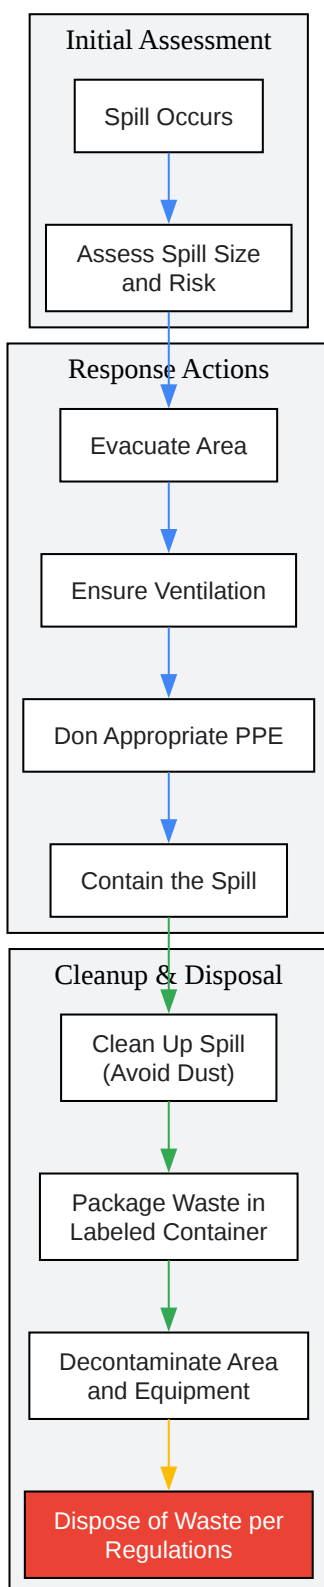 Initial Assessment
Spill Occurs
Assess Spill Size
and Risk
Response Actions
Evacuate Area
Ensure Ventilation
Don Appropriate PPE
Contain the Spill
Cleanup & Disposal
Clean Up Spill
(Avoid Dust)
Package Waste in
Labeled Container
Decontaminate Area
and Equipment
Dispose of Waste per
Regulations